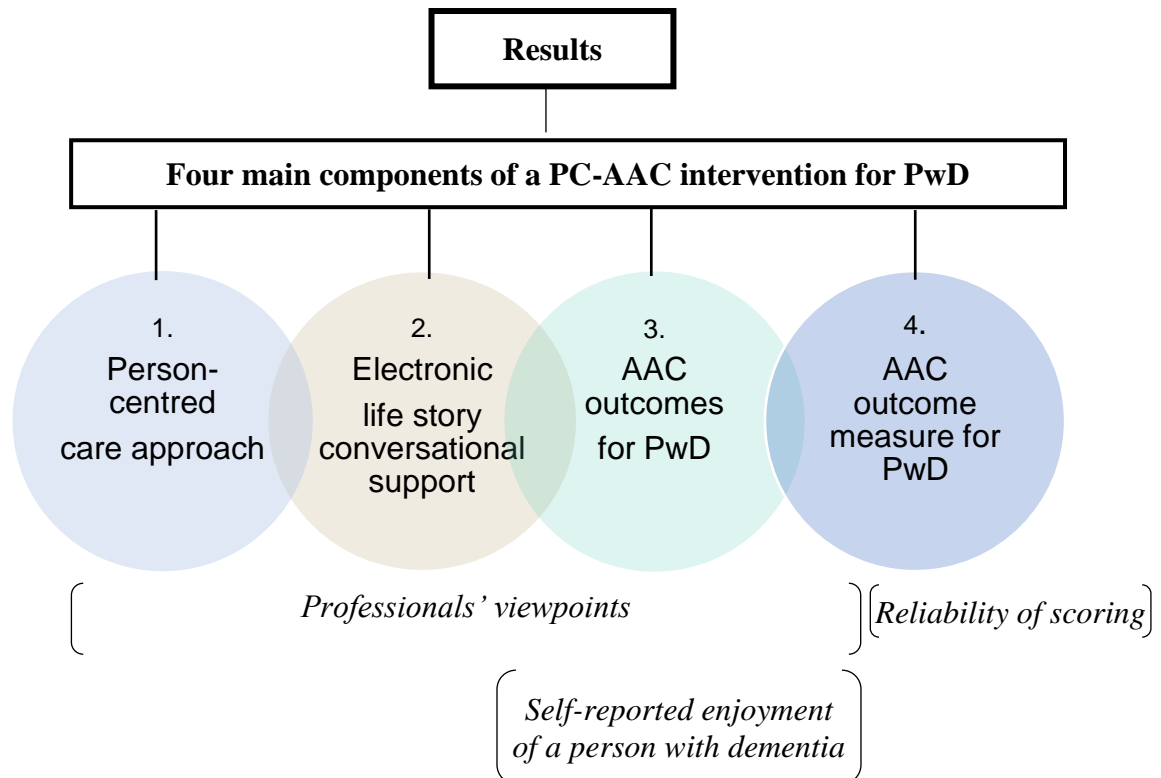 Results
Four main components of a PC-AAC intervention for PwD
1.
Person-
centred
care approach
2.
Electronic
life story
conversational
support
3.
AAC
outcomes
for PwD
4.
AAC
outcome
measure for
PwD
Professionals’ viewpoints
Reliability of scoring
Self-reported enjoyment
of a person with dementia